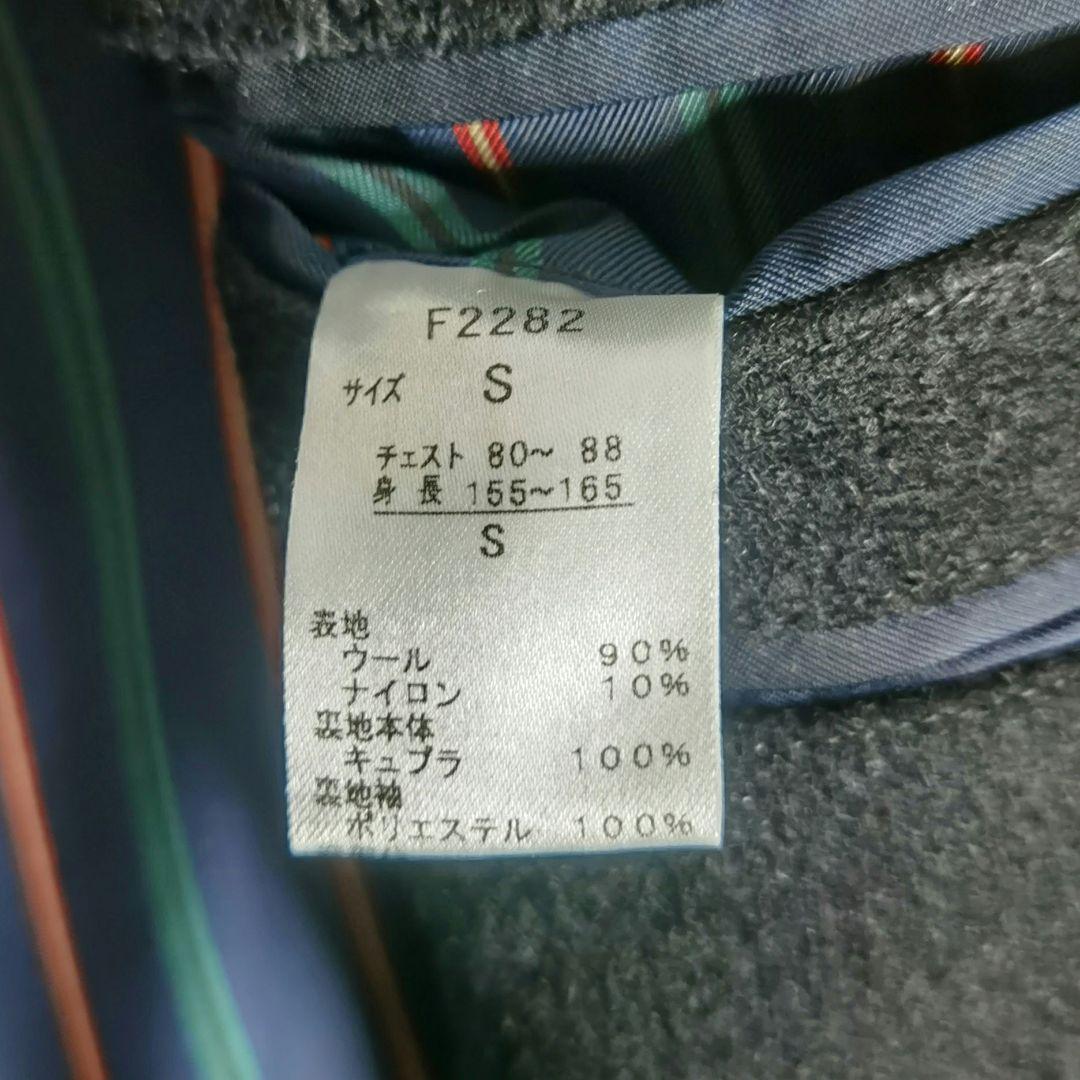 F2282
サイズ S
チェスト 80～ 88
身長 155～165
S
表地
ウール 90%
ナイロン 10%
裏地本体
キュプラ 100%
裏地袖
ポリエステル 100%